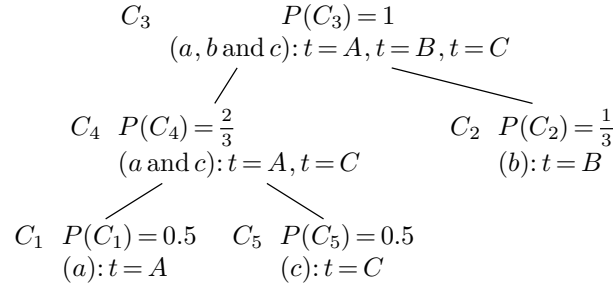 C₃ P(C₃) = 1
(a, b and c): t = A, t = B, t = C
C₄ P(C₄) = 2/3 C₂ P(C₂) = 1/3
(a and c): t = A, t = C (b): t = B
C₁ P(C₁) = 0.5 C₅ P(C₅) = 0.5
(a): t = A (c): t = C